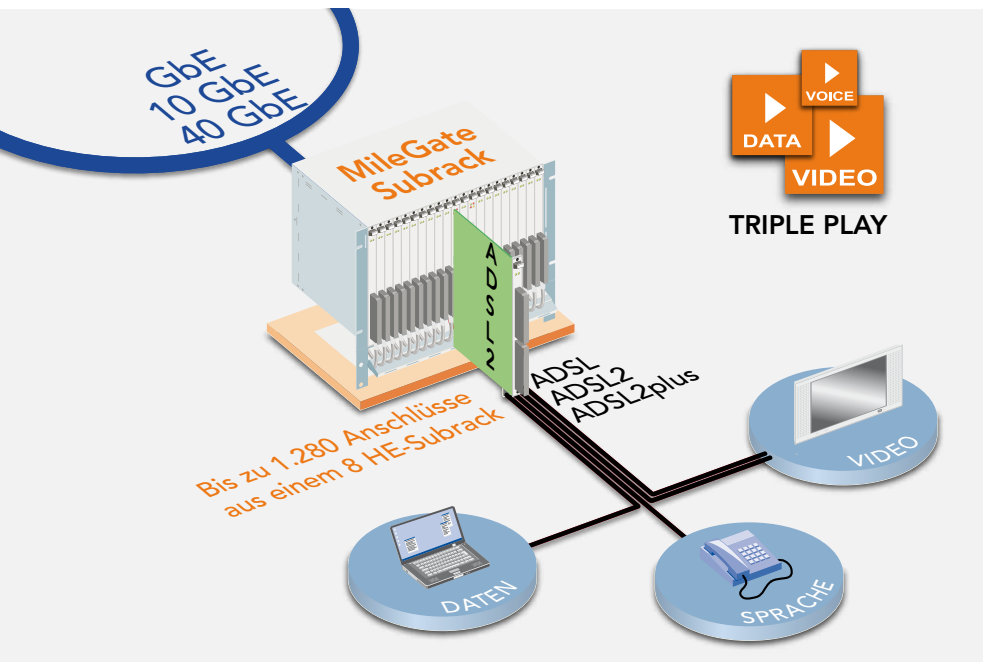 GbE
10 GbE
40 GbE
MileGate
Subrack
VOICE
DATA
VIDEO
TRIPLE PLAY
ADSL2
ADSL
ADSL2
ADSL2plus
Bis zu 1.280 Anschlüsse
aus einem 8 HE-Subrack
VIDEO
DATEN
SPRACHE